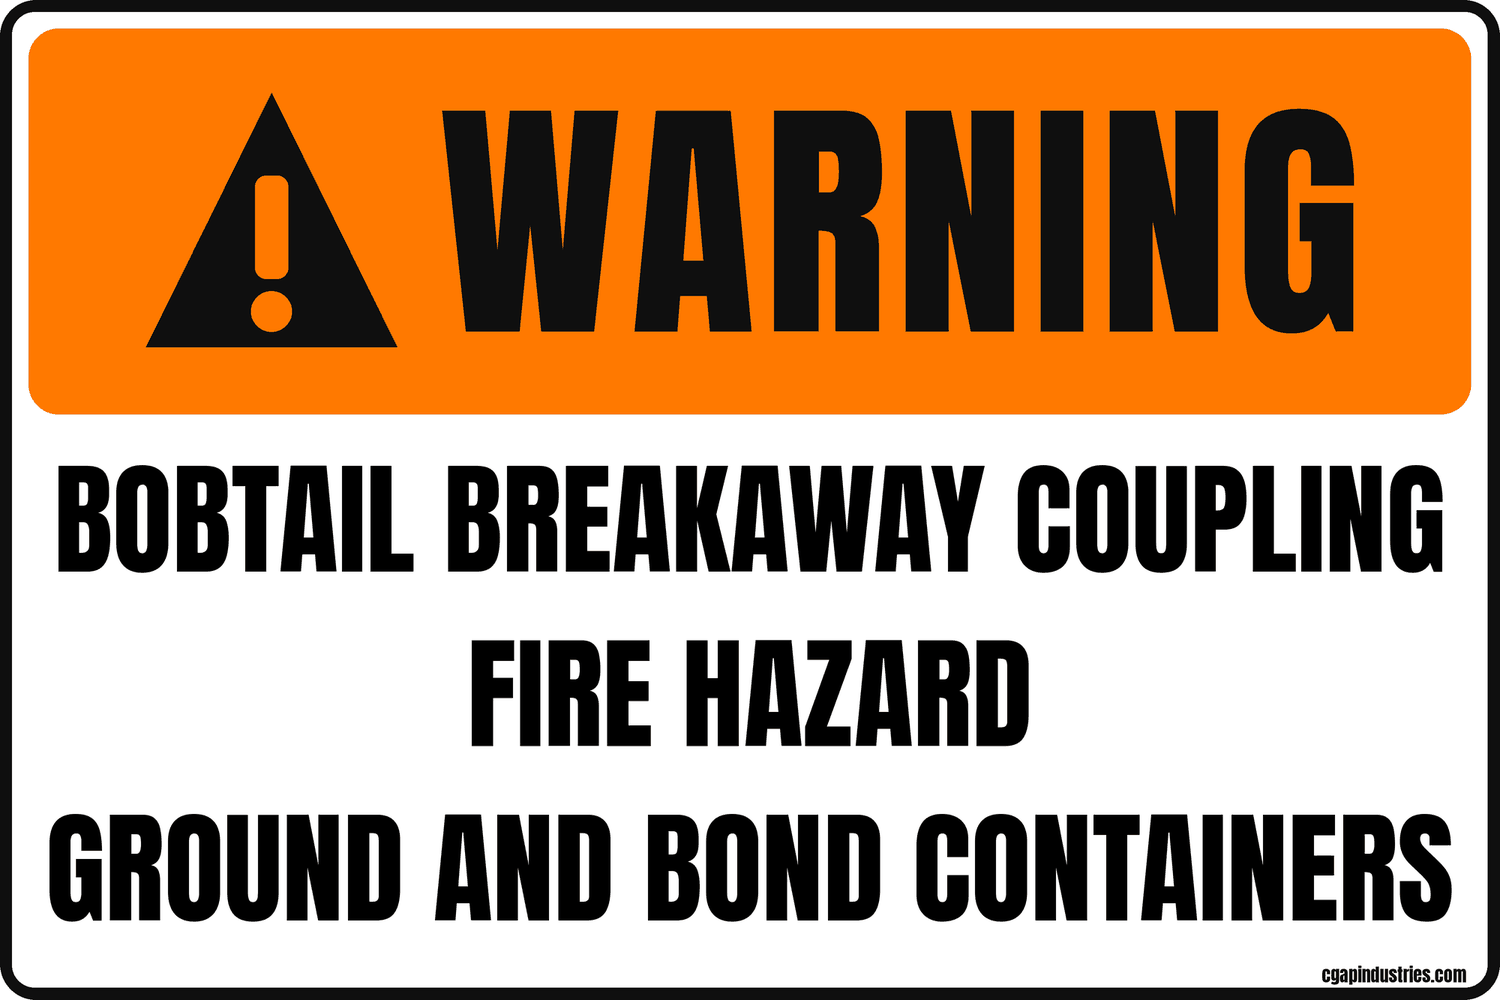 WARNING
BOBTAIL BREAKAWAY COUPLING
FIRE HAZARD
GROUND AND BOND CONTAINERS
cgapindustries.com